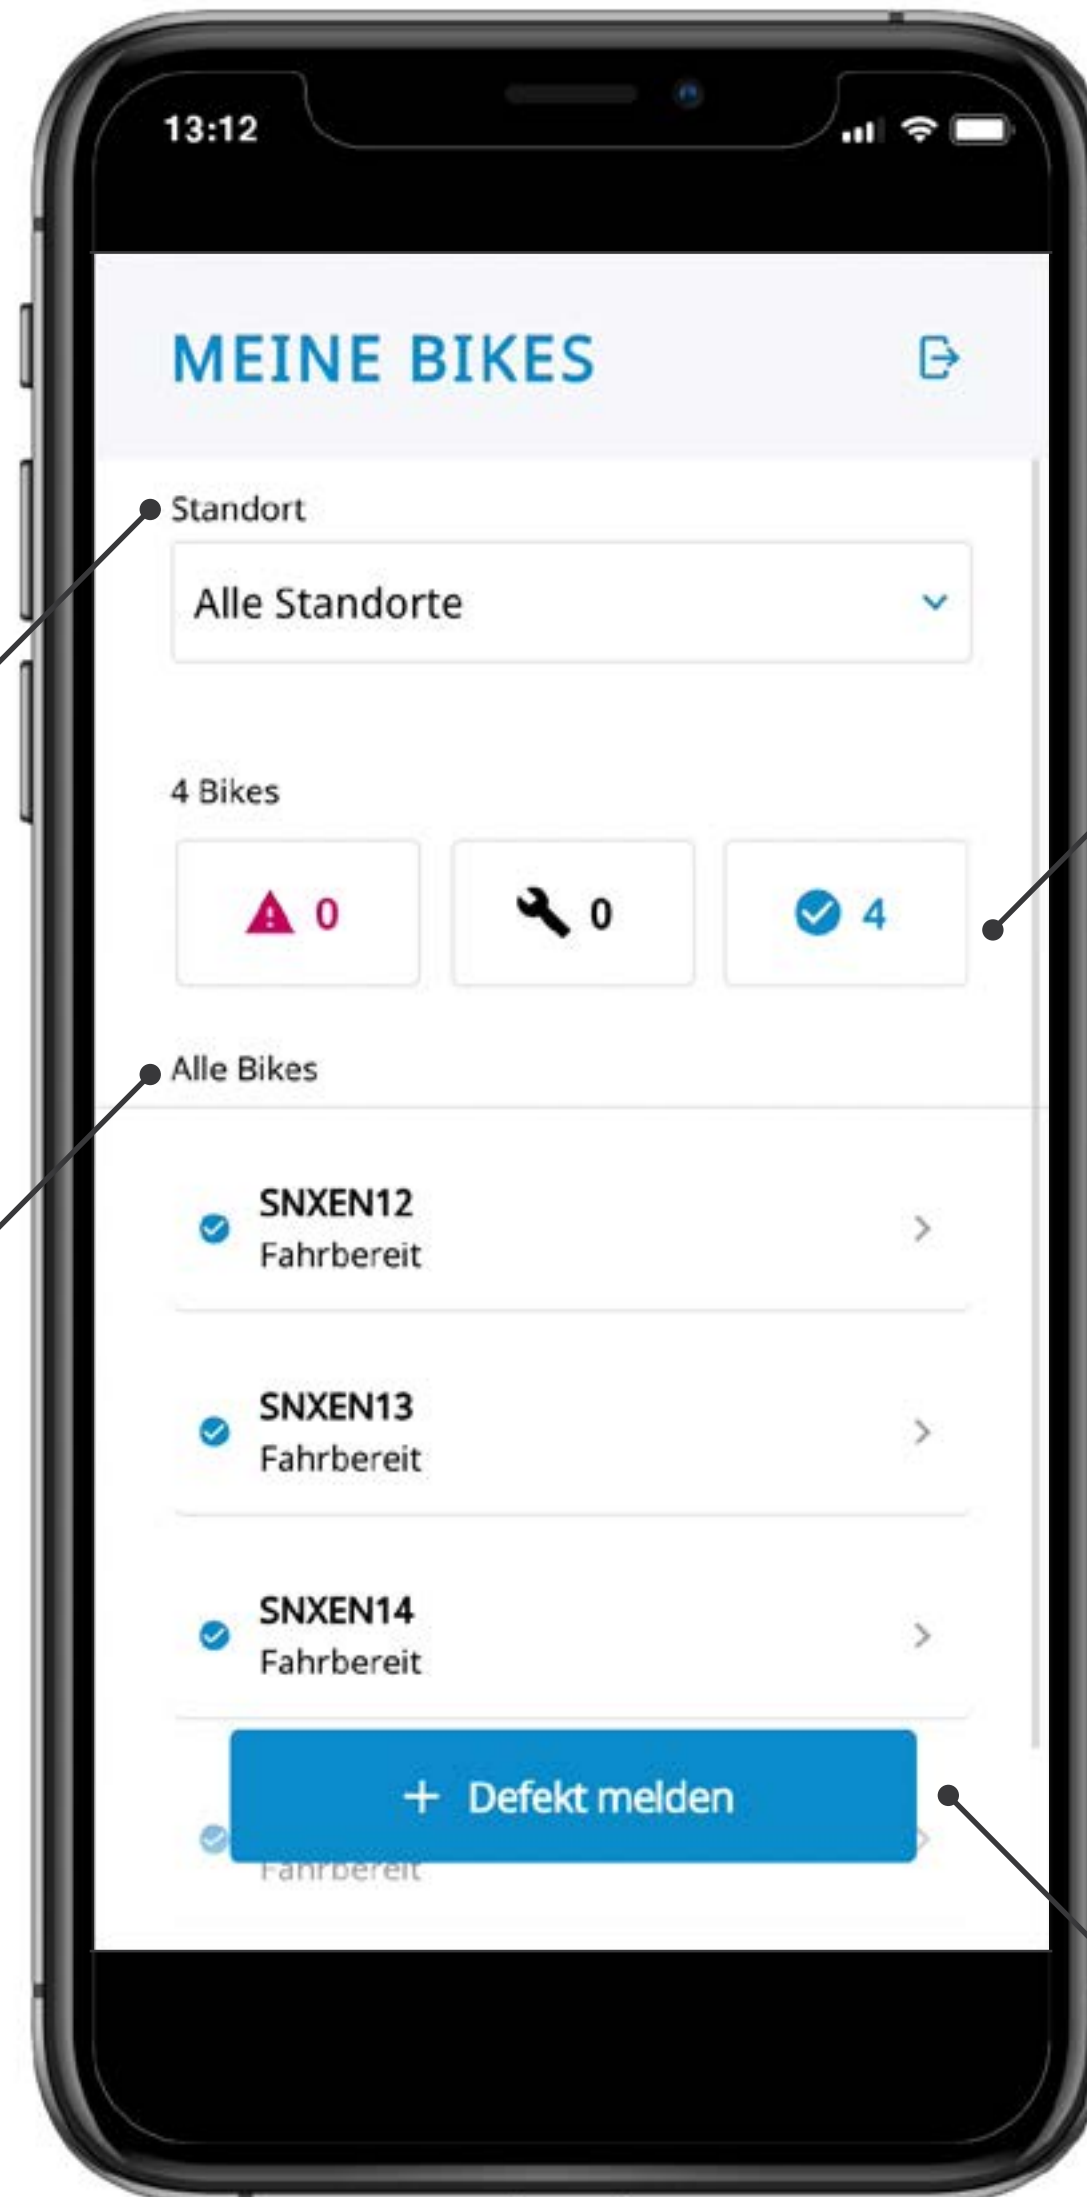 13:12
MEINE BIKES
Standort
Alle Standorte
4 Bikes
0 0 4
Alle Bikes
SNXEN12
Fahrbereit
SNXEN13
Fahrbereit
SNXEN14
Fahrbereit
+ Defekt melden
Fahrbereit